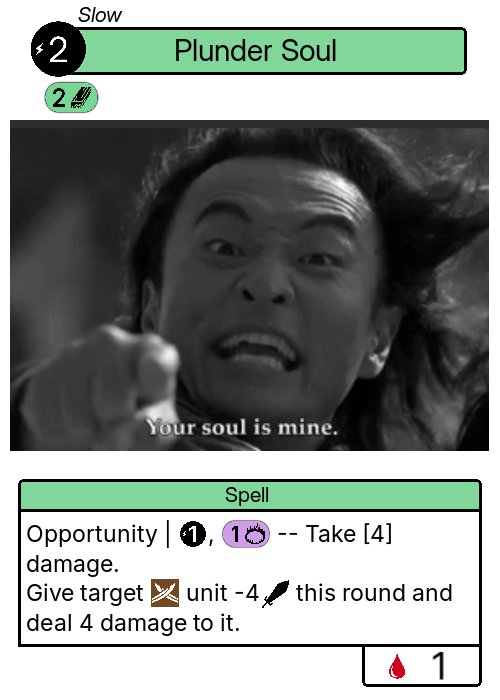 Slow
2 Plunder Soul
2
Your soul is mine.
Spell
Opportunity | 1, 1 -- Take [4]
damage.
Give target unit -4 this round and
deal 4 damage to it.
1